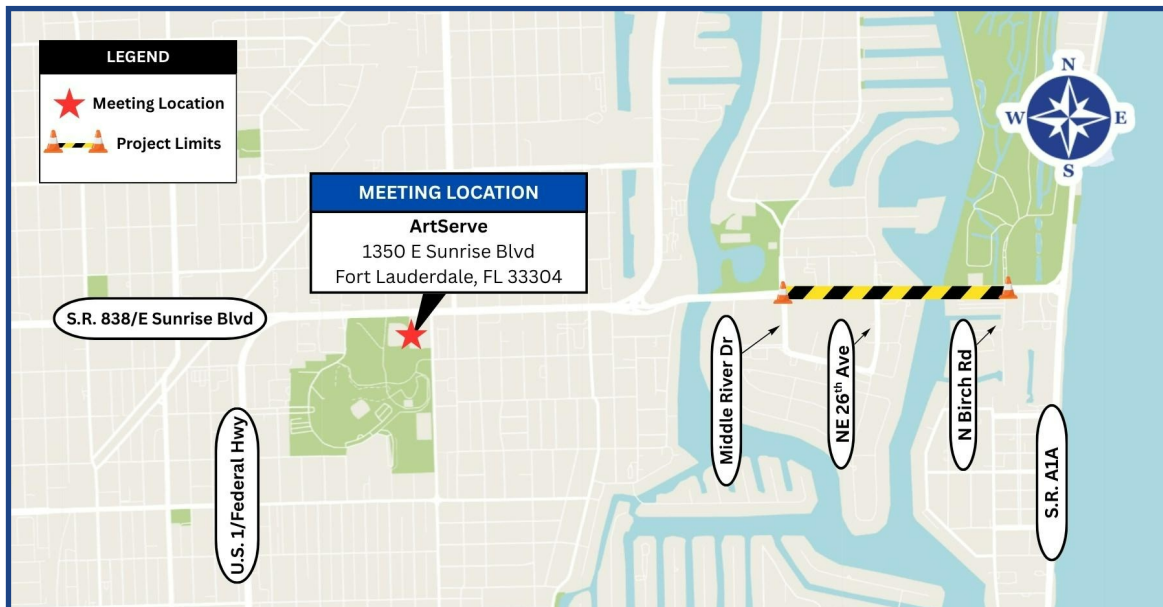 LEGEND
Meeting Location
Project Limits
N
W
E
S
MEETING LOCATION
ArtServe
1350 E Sunrise Blvd
Fort Lauderdale, FL 33304
S.R. 838/E Sunrise Blvd
U.S. 1/Federal Hwy
Middle River Dr
NE 26th Ave
N Birch Rd
S.R. A1A